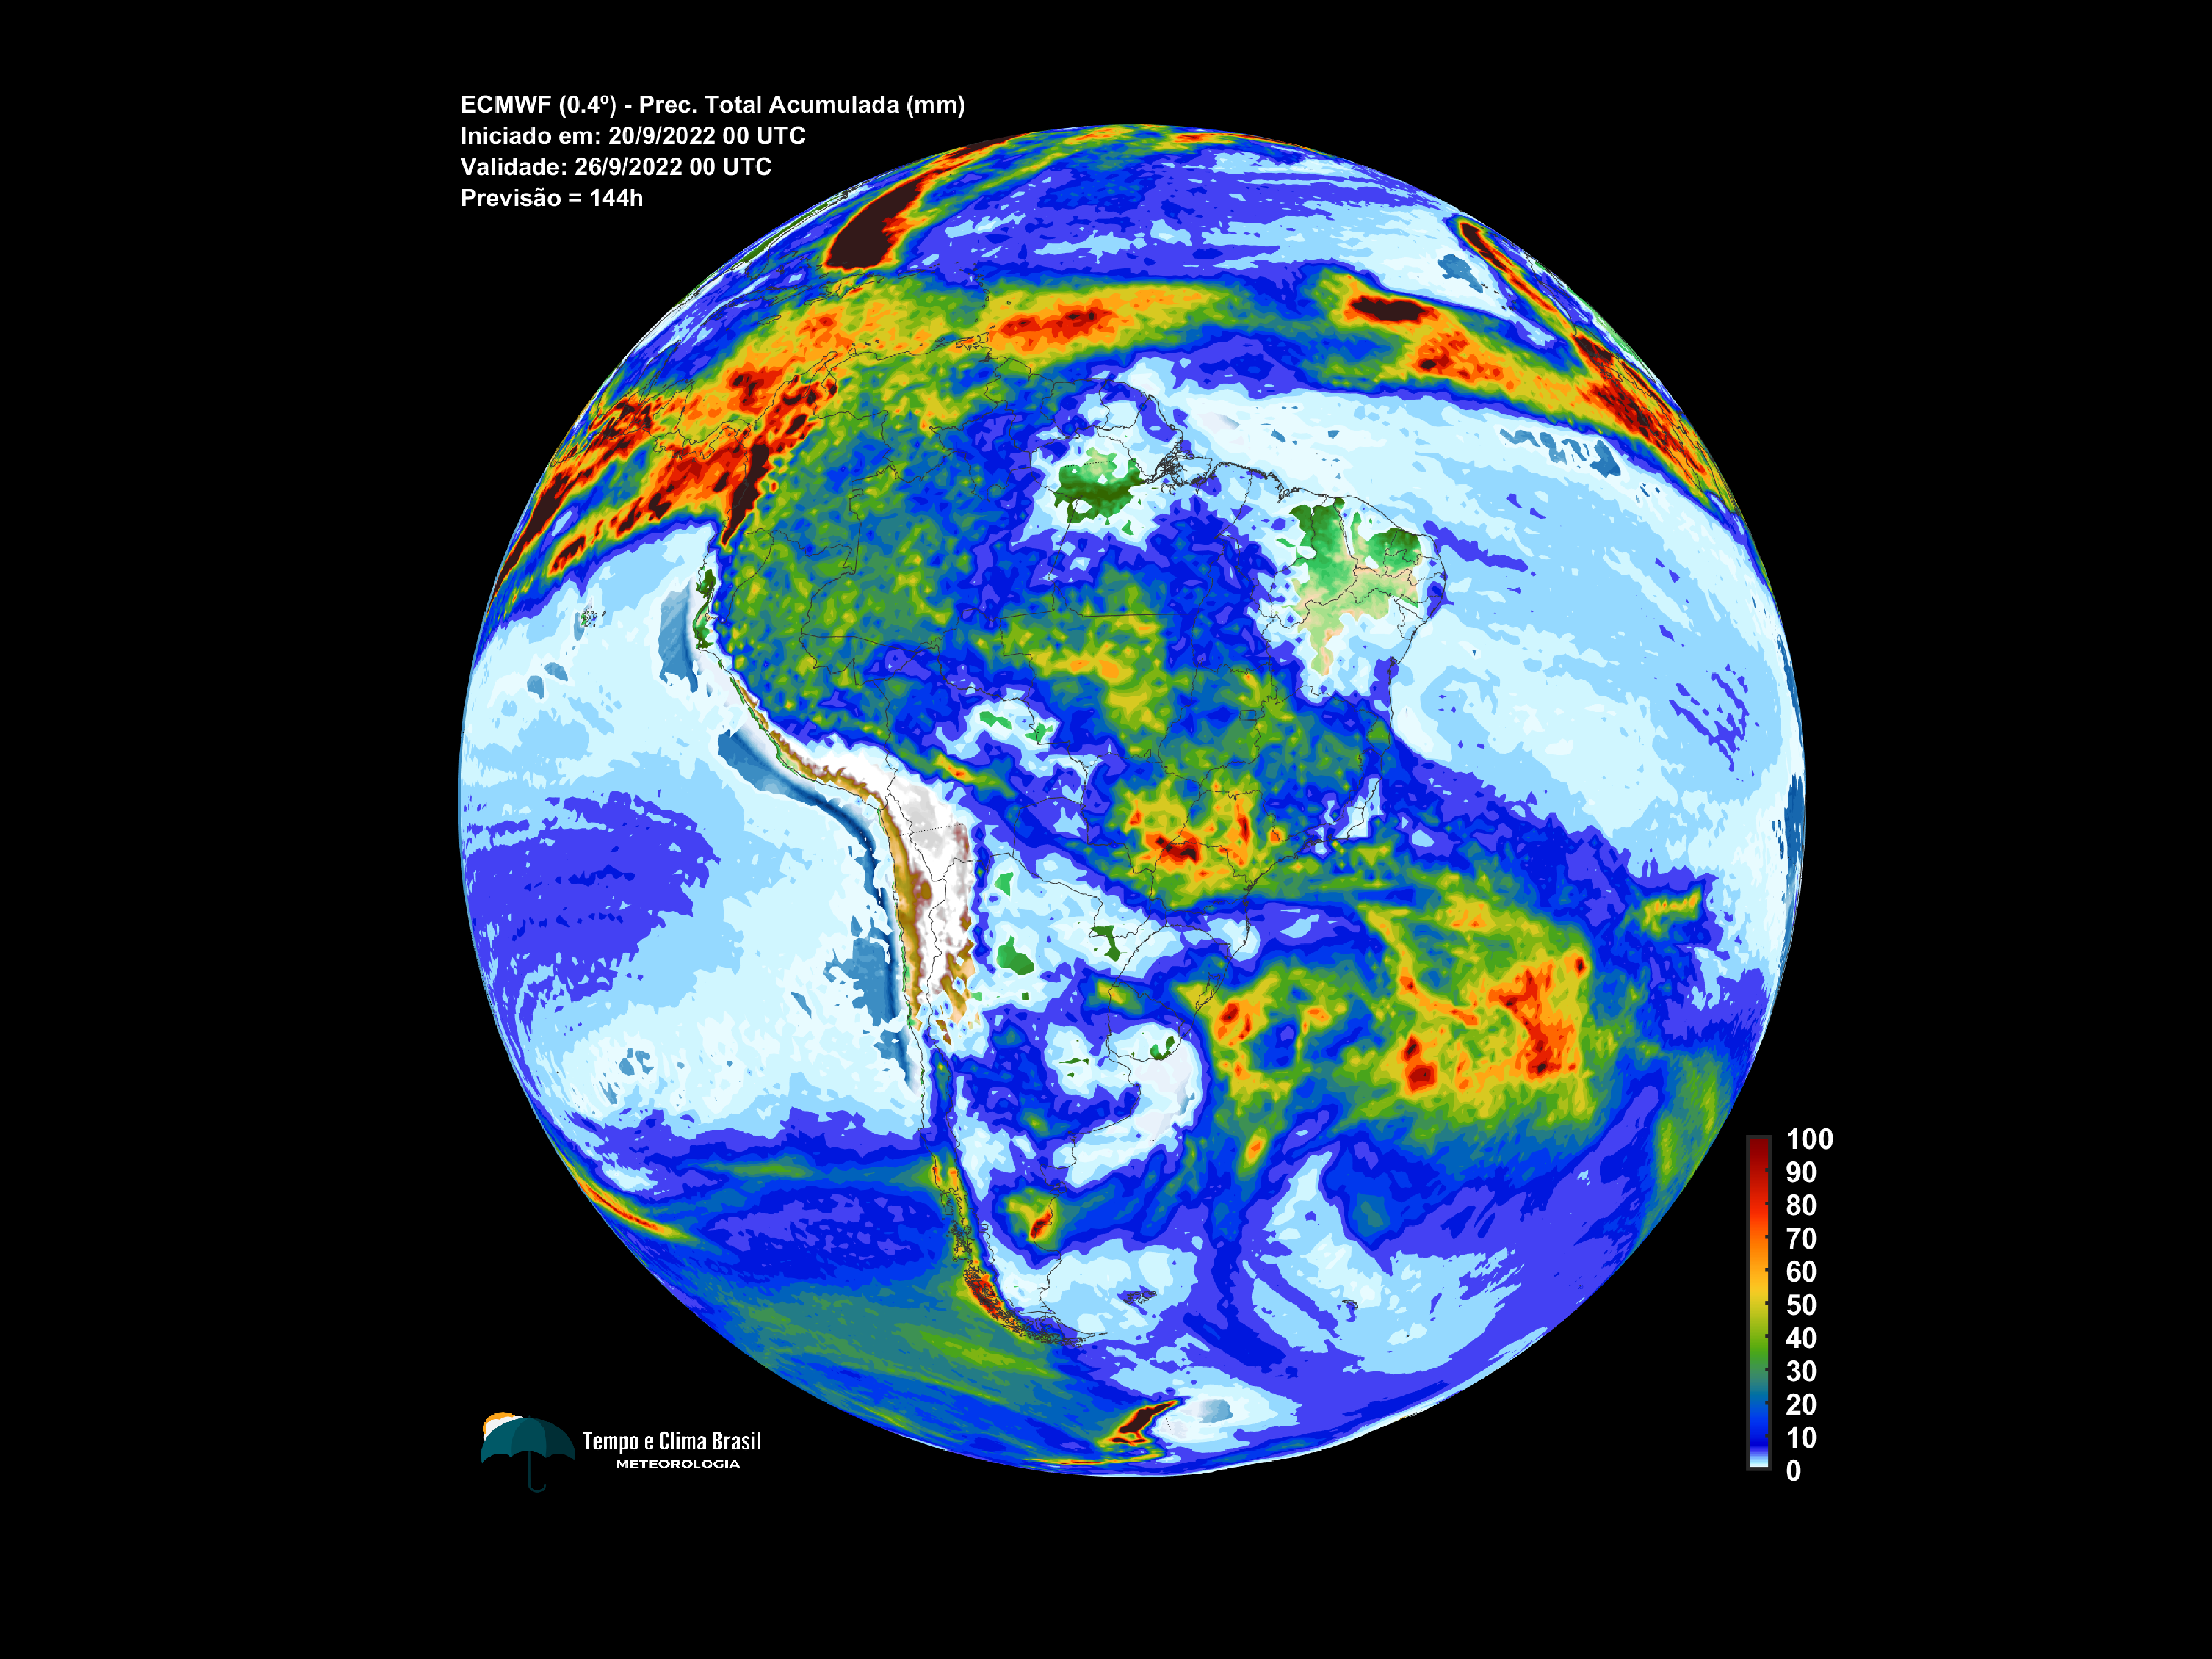 ECMWF (0.4º) - Prec. Total Acumulada (mm)
Iniciado em: 20/9/2022 00 UTC
Validade: 26/9/2022 00 UTC
Previsão = 144h
100
90
80
70
60
50
40
30
20
10
0
Tempo e Clima Brasil
METEOROLOGIA